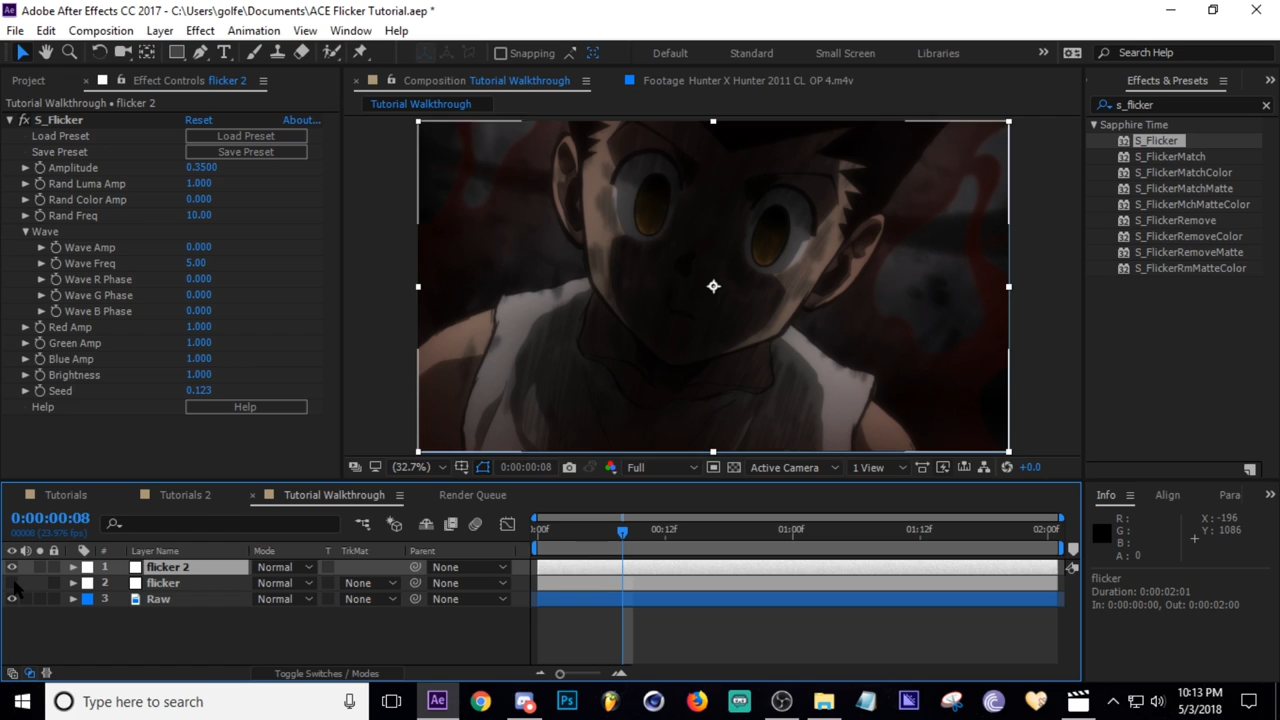 Adobe After Effects CC 2017 - C:\Users\golfe\Documents\ACE Flicker Tutorial.aep *
File Edit Composition Layer Effect Animation View Window Help
Snapping Default Standard Small Screen Libraries Search Help
Project Effect Controls flicker 2 Composition Tutorial Walkthrough Footage Hunter X Hunter 2011 CL OP 4.m4v Effects & Presets
Tutorial Walkthrough • flicker 2 Tutorial Walkthrough s_flicker
fx S_Flicker Reset About... Sapphire Time
Load Preset Load Preset S_Flicker
Save Preset Save Preset S_FlickerMatch
Amplitude 0.3500 S_FlickerMatchColor
Rand Luma Amp 1.000 S_FlickerMatchMatte
Rand Color Amp 0.000 S_FlickerMchMatteColor
Rand Freq 10.00 S_FlickerRemove
Wave S_FlickerRemoveColor
Wave Amp 0.000 S_FlickerRemoveMatte
Wave Freq 5.00 S_FlickerRmMatteColor
Wave R Phase 0.000
Wave G Phase 0.000
Wave B Phase 0.000
Red Amp 1.000
Green Amp 1.000
Blue Amp 1.000
Brightness 1.000
Seed 0.123
Help Help
(32.7%) 0:00:00:08 Full Active Camera 1 View +0.0
Tutorials Tutorials 2 Tutorial Walkthrough Render Queue Info Align Para
0:00:00:08
00008 (23.976 fps)
:00f 00:12f 01:00f 01:12f 02:00f
R : X : -196
G : Y : 1086
B :
A : 0
# Layer Name Mode T TrkMat Parent
1 flicker 2 Normal None
2 flicker Normal None None
3 Raw Normal None None
flicker
Duration: 0:00:02:01
In: 0:00:00:00, Out: 0:00:02:00
Toggle Switches / Modes
Type here to search
10:13 PM
5/3/2018